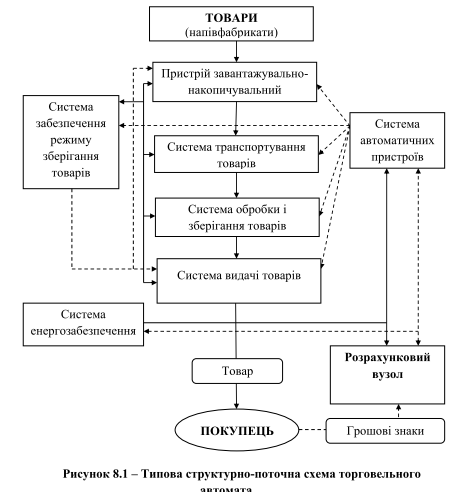 ТОВАРИ
(напівфабрикати)
Пристрій завантажувально-
накопичувальний
Система
забезпечення
режиму
зберігання
товарів
Система
автоматичних
пристроїв
Система транспортування
товарів
Система обробки і
зберігання товарів
Система видачі товарів
Система
енергозабезпечення
Розрахунковий
вузол
Товар
ПОКУПЕЦЬ
Грошові знаки
Рисунок 8.1 – Типова структурно-поточна схема торговельного
автомата